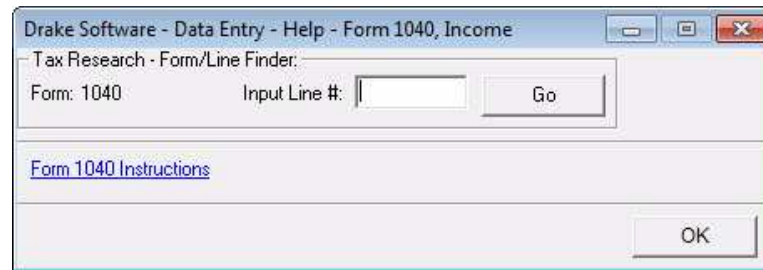 Drake Software - Data Entry - Help - Form 1040, Income
Tax Research - Form/Line Finder:
Form: 1040 Input Line #: Go
Form 1040 Instructions
OK